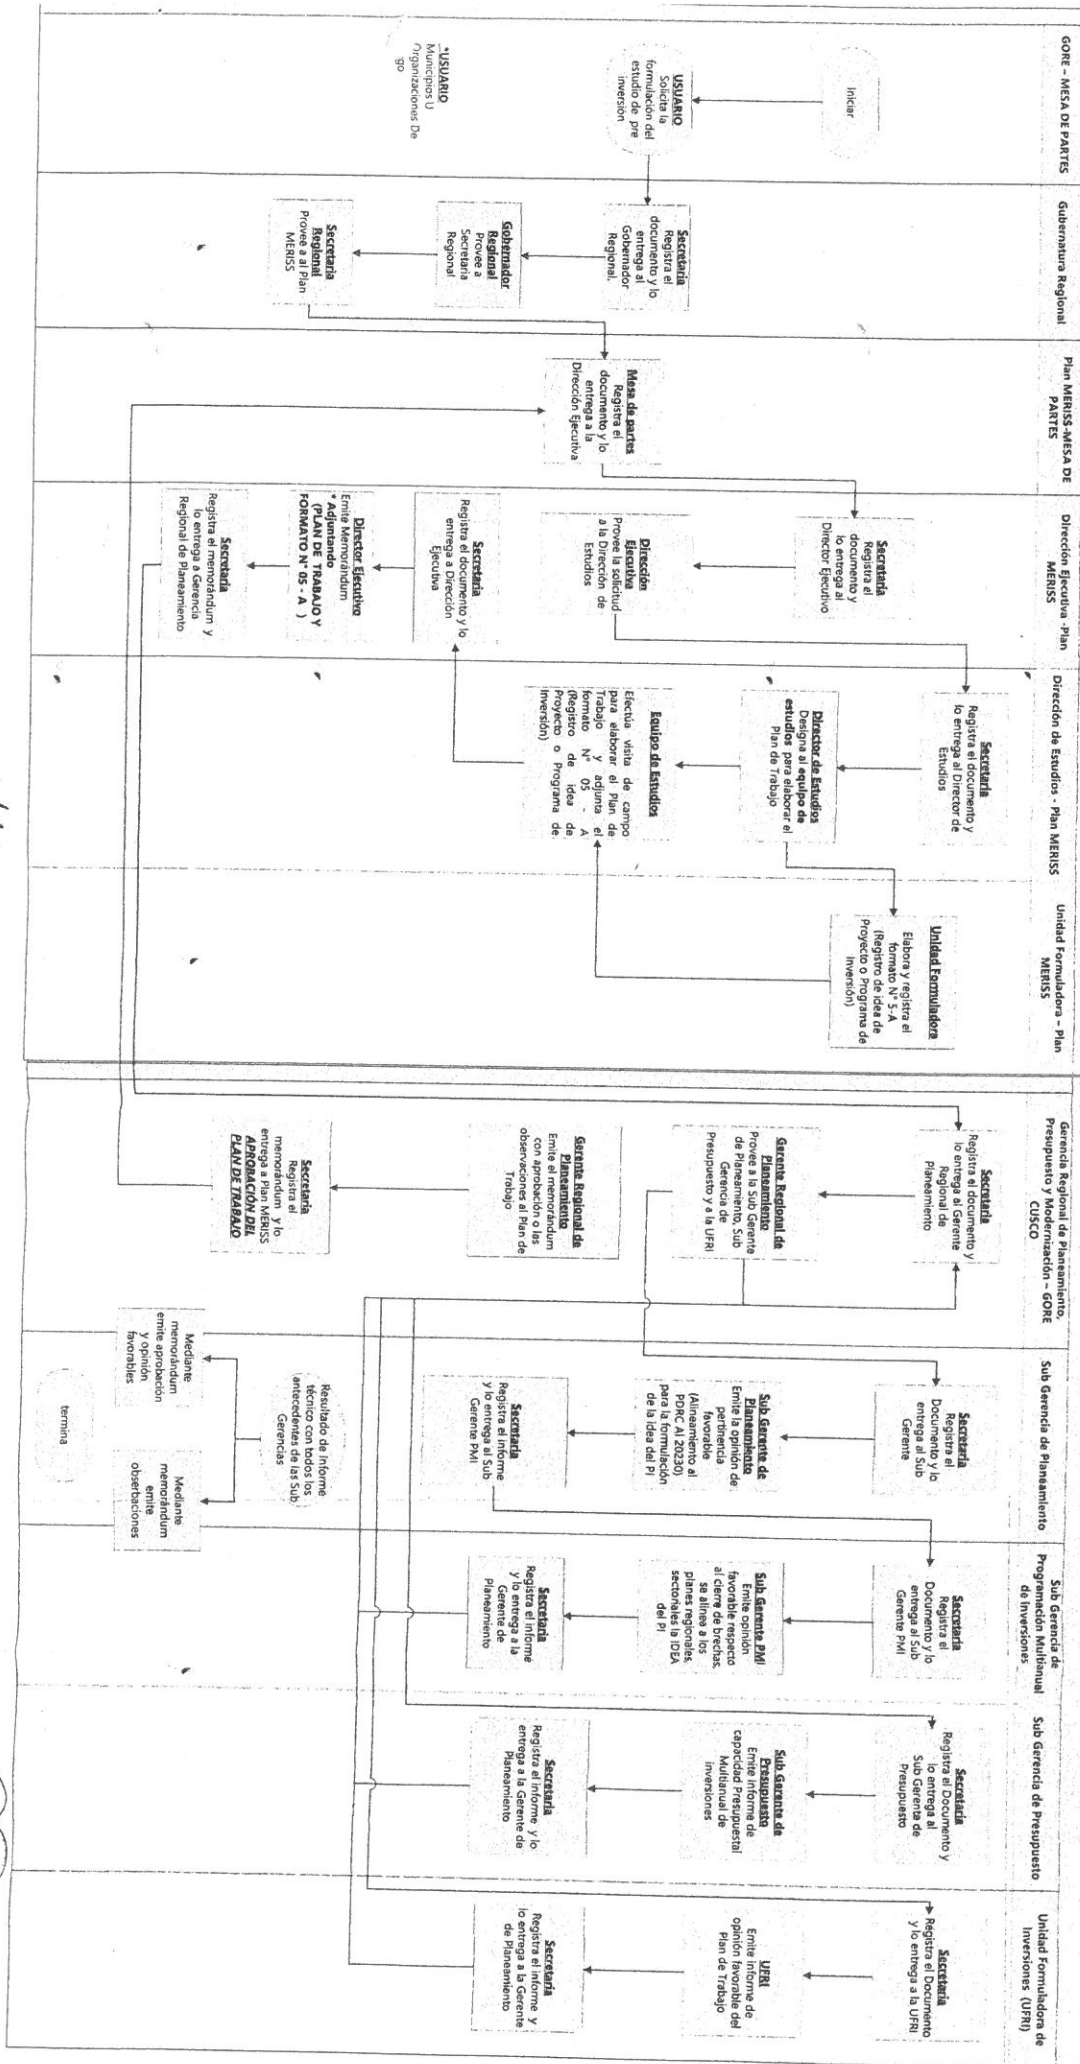 GORE – MESA DE PARTES
Iniciar
USUARIO
Solicita la
formulación del
estudio de pre
inversión
*USUARIO
Municipios U
Organizaciones De
go
Gubernatura Regional
Secretaria
Registra el
documento y lo
entrega al
Gobernador
Regional.
Gobernador
Regional
Provee a
Secretaria
Regional
Secretaria
Regional
Provee a al Plan
MERISS
Plan MERISS-MESA DE
PARTES
Mesa de partes
Registra el
documento y lo
entrega a la
Dirección Ejecutiva
Dirección Ejecutiva -Plan
MERISS
Secretaria
Registra el
documento y
lo entrega al
Director Ejecutivo
Dirección
Ejecutiva
Provee la solicitud
a la Dirección de
Estudios
Secretaria
Registra el documento y lo
entrega a Dirección
Ejecutiva
Director Ejecutivo
Emite Memorándum
* Adjuntando
(PLAN DE TRABAJO Y
FORMATO N° 05 - A )
Secretaria
Registra el memorándum y
lo entrega a Gerencia
Regional de Planeamiento
Dirección de Estudios - Plan MERISS
Secretaria
Registra el documento y
lo entrega al Director de
Estudios
Director de Estudios
Designa al equipo de
estudios para elaborar el
Plan de Trabajo
Equipo de Estudios
Efectúa visita de campo
para elaborar el Plan de
Trabajo y adjunta el
formato N° 05 - A
(Registro de idea de
Proyecto o Programa de
Inversión)
Unidad Formuladora – Plan
MERISS
Unidad Formuladora
Elabora y registra el
formato N° 5-A
(Registro de idea de
Proyecto o Programa de
Inversión)
Gerencia Regional de Planeamiento,
Presupuesto y Modernización – GORE
CUSCO
Secretaria
Registra el documento y
lo entrega al Gerente
Regional de
Planeamiento
Gerente Regional de
Planeamiento
Provee a la Sub Gerente
de Planeamiento, Sub
Gerencia de
Presupuesto y a la UFRI
Gerente Regional de
Planeamiento
Emite el memorándum
con aprobación o las
observaciones al Plan de
Trabajo
Secretaria
Registra el
memorándum y lo
entrega a Plan MERISS
APROBACIÓN DEL
PLAN DE TRABAJO
Sub Gerencia de Planeamiento
Secretaria
Registra el
Documento y lo
entrega al Sub
Gerente
Sub Gerente de
Planeamiento
Emite la opinión de
pertinencia
favorable
(Alineamiento al
PDRC Al 20230)
para la formulación
de la idea del PI
Secretaria
Registra el informe
y lo entrega al Sub
Gerente PMI
Resultado de Informe
técnico con todos los
antecedentes de las Sub
Gerencias
Mediante
memorándum
emite aprobación
y opinión
favorables
Mediante
memorándum
emite
obserbaciones
termina
Sub Gerencia de
Programación Multianual
de inversiones
Secretaria
Registra el
Documento y lo
entrega al Sub
Gerente PMI
Sub Gerente PMI
Emite opinión
favorable respecto
al cierre de brechas,
se alinea a los
planes regionales,
sectoriales la IDEA
del PI
Secretaria
Registra el informe
y lo entrega a la
Gerente de
Planeamiento
Sub Gerencia de Presupuesto
Secretaria
Registra el Documento y
lo entrega al
Sub Gerenta de
Presupuesto
Sub Gerente de
Presupuesto
Emite informe de
capacidad Presupuestal
Multianual de
inversiones
Secretaria
Registra el informe y lo
entrega a la Gerente de
Planeamiento
Unidad Formuladora de
Inversiones (UFRI)
Secretaria
Registra el Documento
y lo entrega a la UFRI
UFRI
Emite informe de
opinión favorable del
Plan de Trabajo
Secretaria
Registra el informe y
lo entrega a la Gerente
de Planeamiento